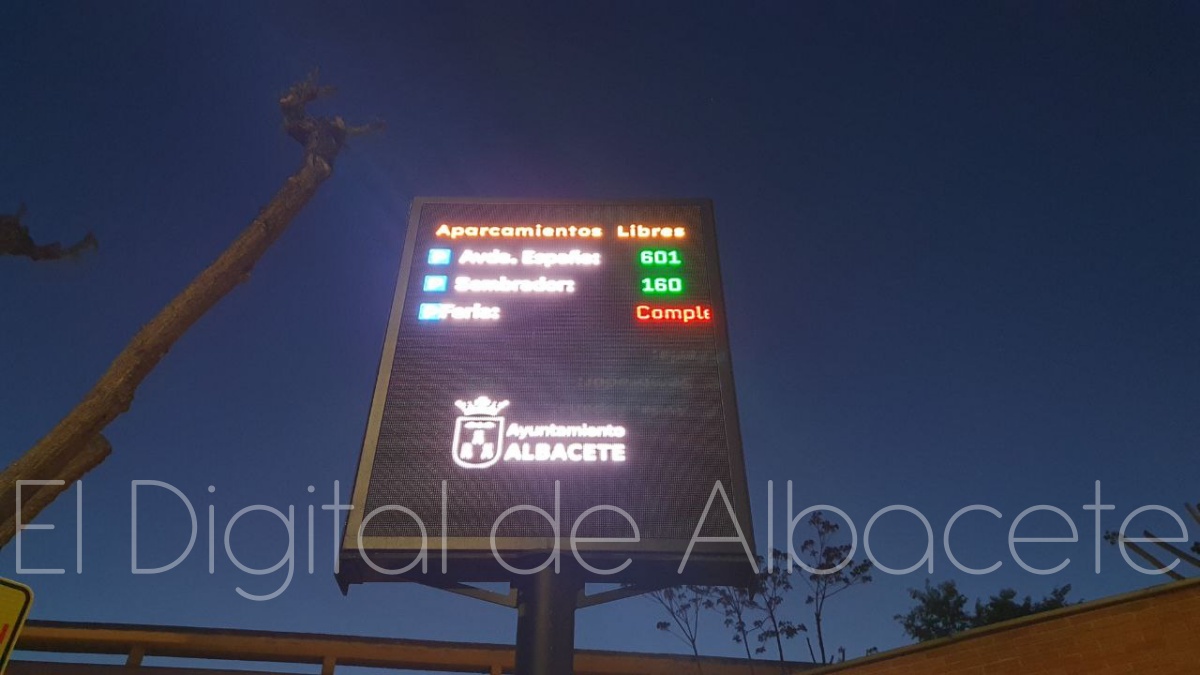 Aparcamientos Libres
P Avda. España: 601
P Sembrador: 160
P Feria: Comple
Ayuntamiento
ALBACETE
El Digital de Albacete